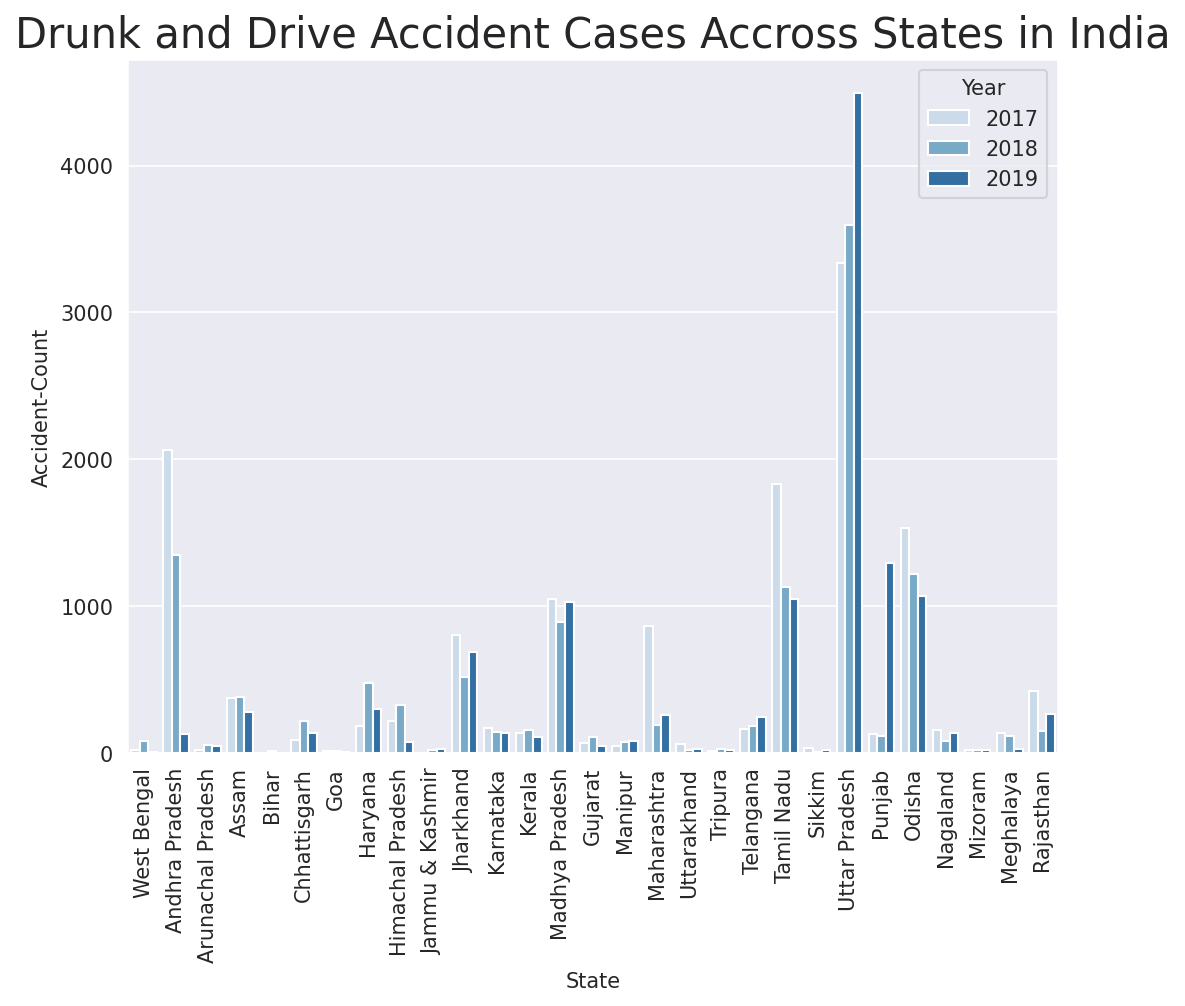 Drunk and Drive Accident Cases Accross States in India
Year
2017
2018
2019
Accident-Count
4000
3000
2000
1000
0
West Bengal
Andhra Pradesh
Arunachal Pradesh
Assam
Bihar
Chhattisgarh
Goa
Haryana
Himachal Pradesh
Jammu & Kashmir
Jharkhand
Karnataka
Kerala
Madhya Pradesh
Gujarat
Manipur
Maharashtra
Uttarakhand
Tripura
Telangana
Tamil Nadu
Sikkim
Uttar Pradesh
Punjab
Odisha
Nagaland
Mizoram
Meghalaya
Rajasthan
State